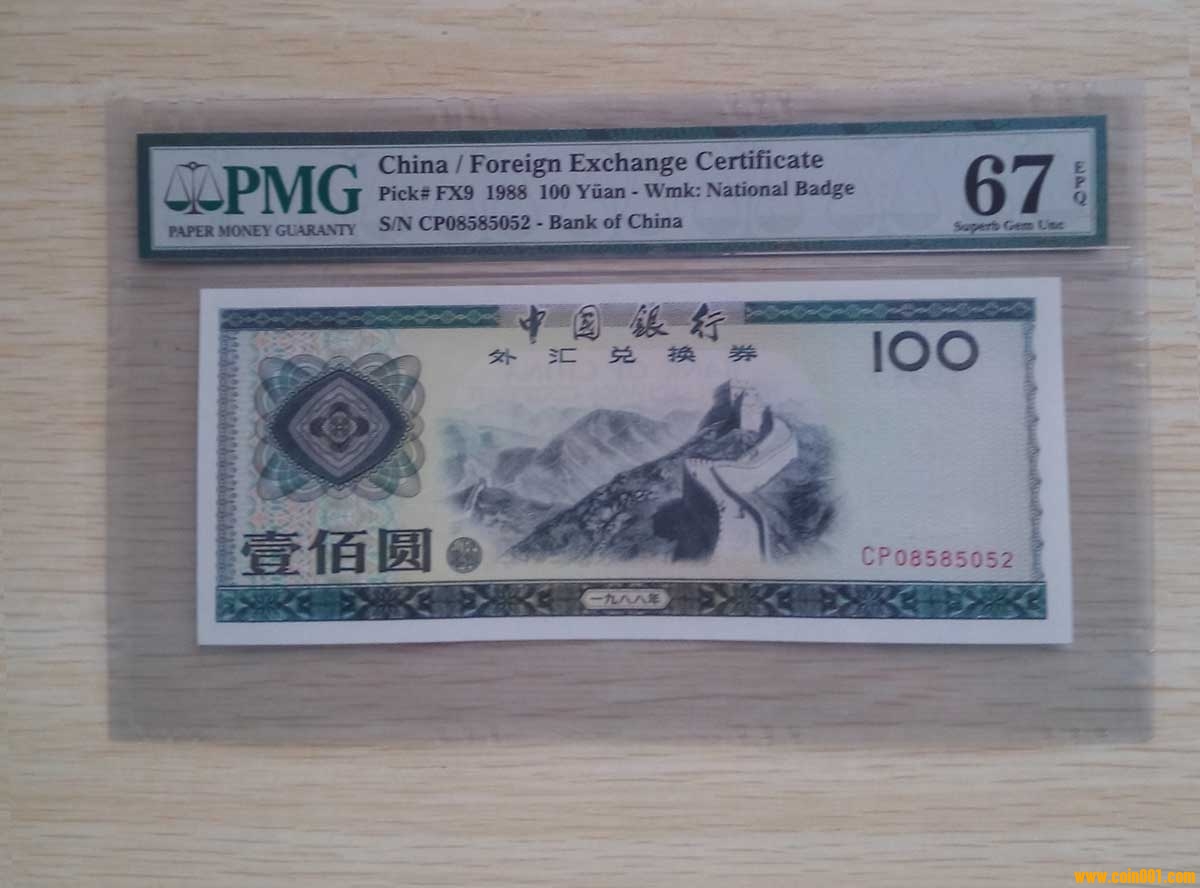 PMG
PAPER MONEY GUARANTY
China / Foreign Exchange Certificate
Pick# FX9 1988 100 Yüan - Wmk: National Badge
S/N CP08585052 - Bank of China
67
EPQ
Superb Gem Unc
中国銀行
外汇兑换券
100
壹佰圆
CP08585052
一九八八年
www.coin001.com